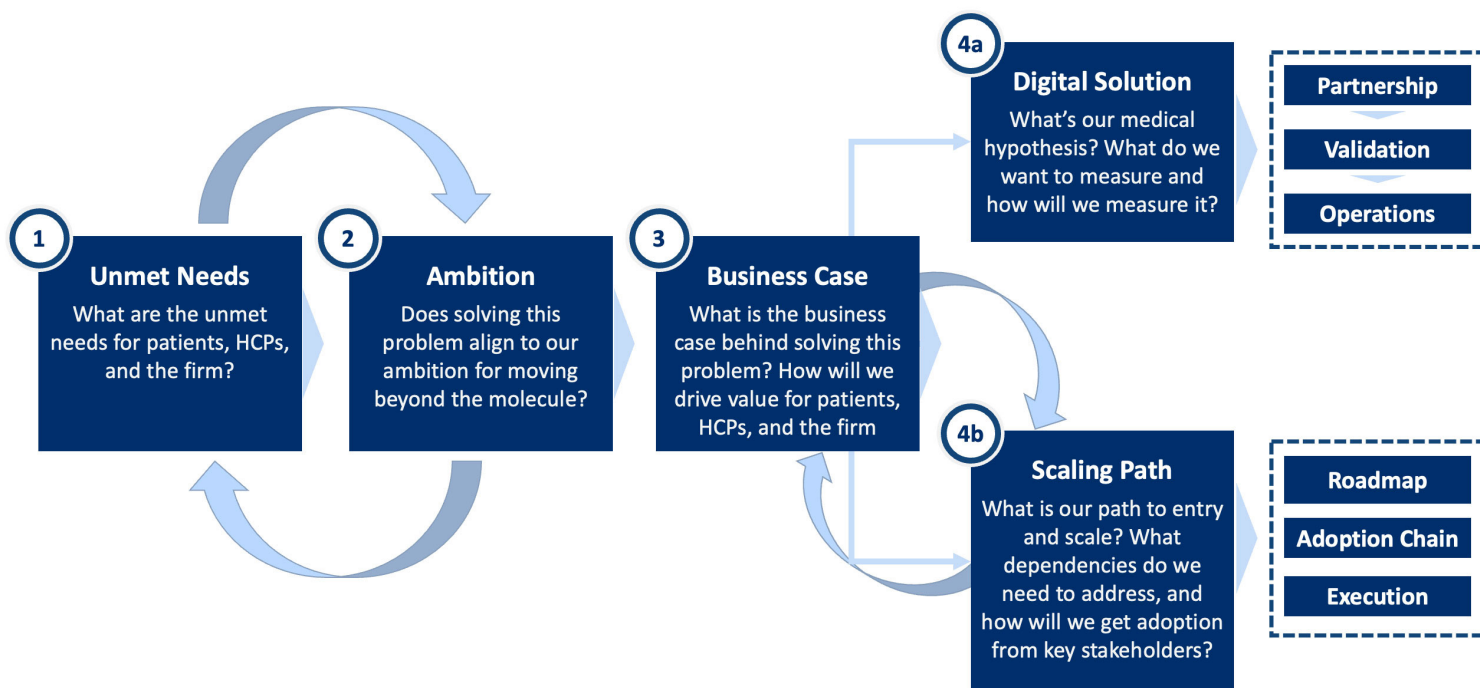 1
Unmet Needs
What are the unmet
needs for patients, HCPs,
and the firm?
2
Ambition
Does solving this
problem align to our
ambition for moving
beyond the molecule?
3
Business Case
What is the business
case behind solving this
problem? How will we
drive value for patients,
HCPs, and the firm
4a
Digital Solution
What’s our medical
hypothesis? What do we
want to measure and
how will we measure it?
Partnership
Validation
Operations
4b
Scaling Path
What is our path to entry
and scale? What
dependencies do we
need to address, and
how will we get adoption
from key stakeholders?
Roadmap
Adoption Chain
Execution